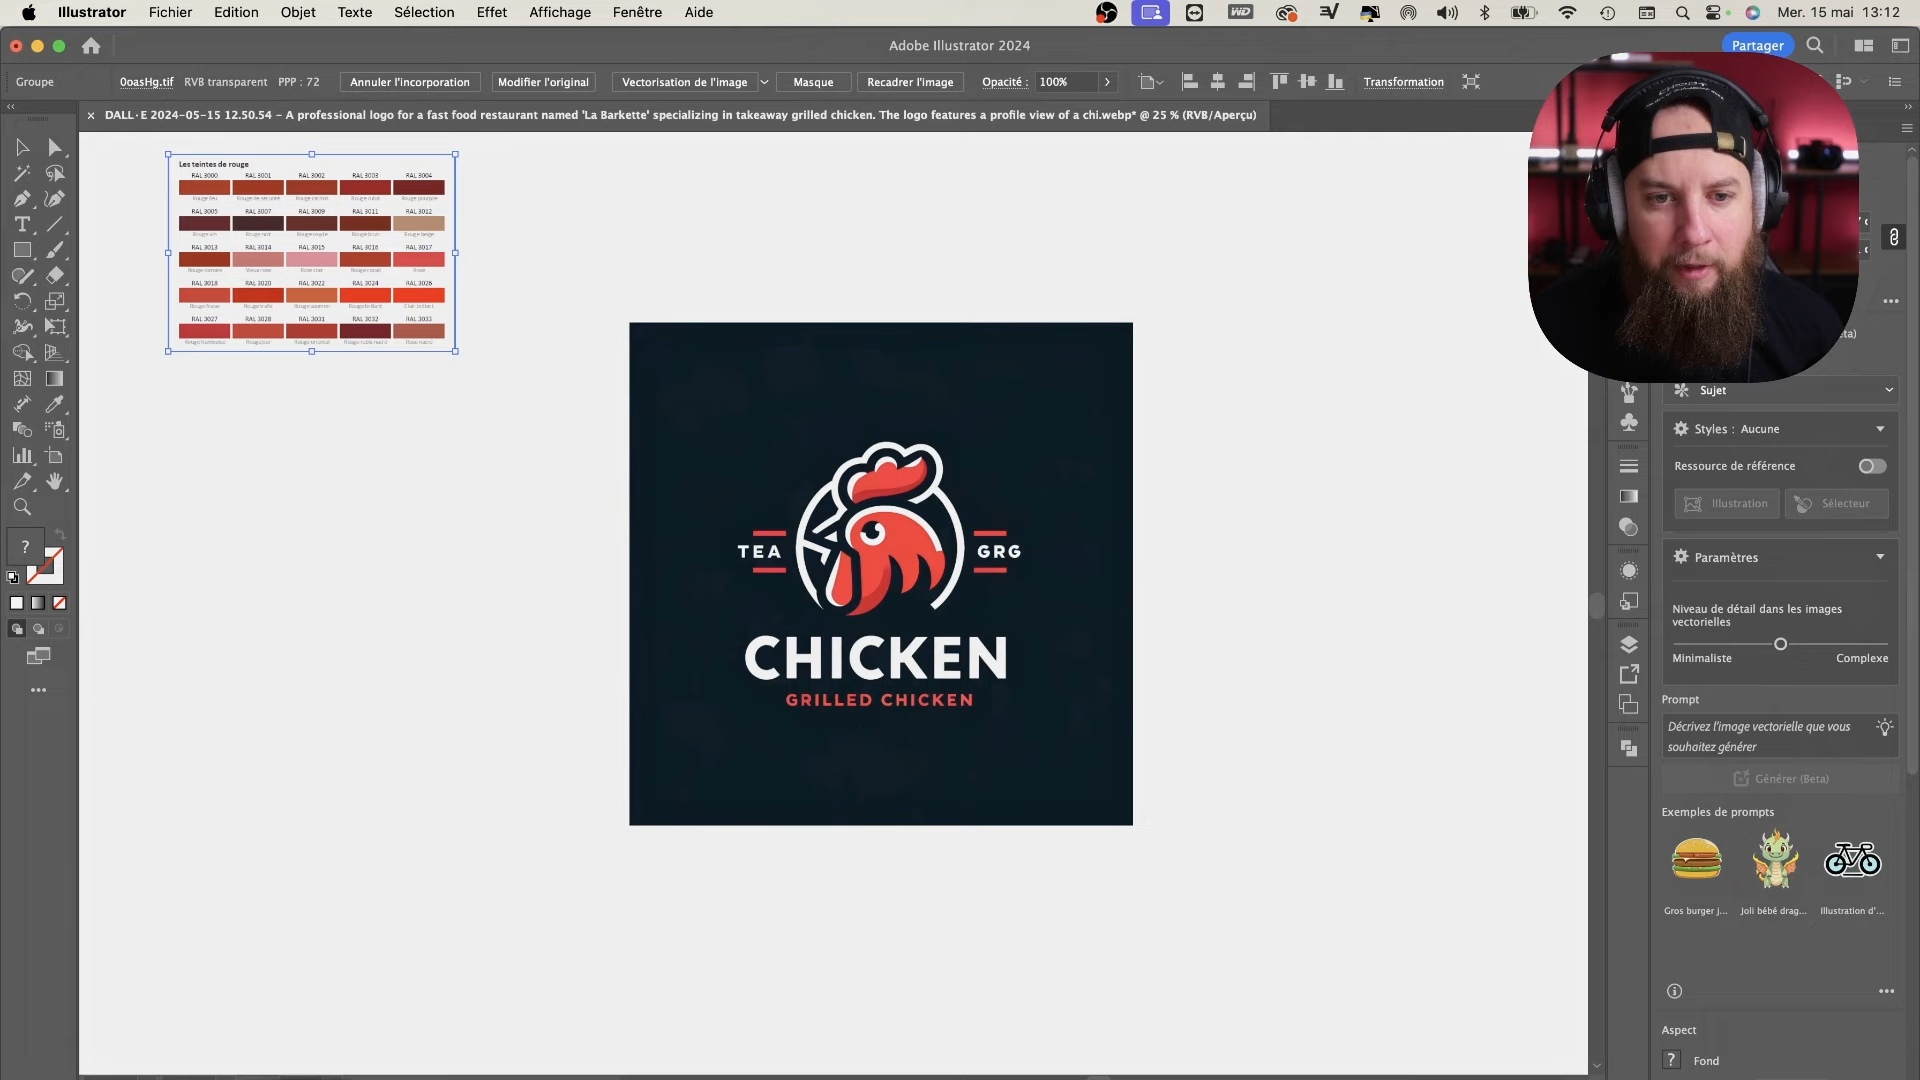 Illustrator Fichier Edition Objet Texte Sélection Effet Affichage Fenêtre Aide
WD
Mer. 15 mai 13:12
Adobe Illustrator 2024
Partager
Groupe
0oasHg.tif RVB transparent PPP : 72 Annuler l'incorporation Modifier l'original Vectorisation de l'image Masque Recadrer l'image Opacité : 100% Transformation
DALL·E 2024-05-15 12.50.54 - A professional logo for a fast food restaurant named 'La Barkette' specializing in takeaway grilled chicken. The logo features a profile view of a chi.webp* @ 25 % (RVB/Aperçu)
Les teintes de rouge
RAL 3000 RAL 3001 RAL 3002 RAL 3003 RAL 3004
RAL 3005 RAL 3007 RAL 3009 RAL 3011 RAL 3012
RAL 3013 RAL 3014 RAL 3015 RAL 3016 RAL 3017
RAL 3018 RAL 3020 RAL 3022 RAL 3024 RAL 3026
RAL 3027 RAL 3028 RAL 3031 RAL 3032 RAL 3033
TEA
GRG
CHICKEN
GRILLED CHICKEN
Sujet
Styles : Aucune
Ressource de référence
Illustration Sélecteur
Paramètres
Niveau de détail dans les images
vectorielles
Minimaliste Complexe
Prompt
Décrivez l'image vectorielle que vous
souhaitez générer
Générer (Beta)
Exemples de prompts
Gros burger j... Joli bébé drag... Illustration d'...
Aspect
? Fond